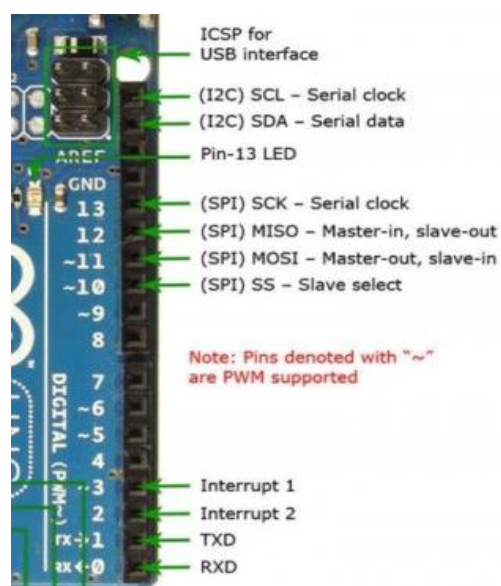 ICSP for
USB interface
(I2C) SCL – Serial clock
(I2C) SDA – Serial data
AREF
Pin-13 LED
GND
13 (SPI) SCK – Serial clock
12 (SPI) MISO – Master-in, slave-out
~11 (SPI) MOSI – Master-out, slave-in
~10 (SPI) SS – Slave select
~9
8
Note: Pins denoted with "~"
are PWM supported
7
~6
~5
4
~3 Interrupt 1
2 Interrupt 2
TX→1 TXD
RX←0 RXD
DIGITAL (PWM~)